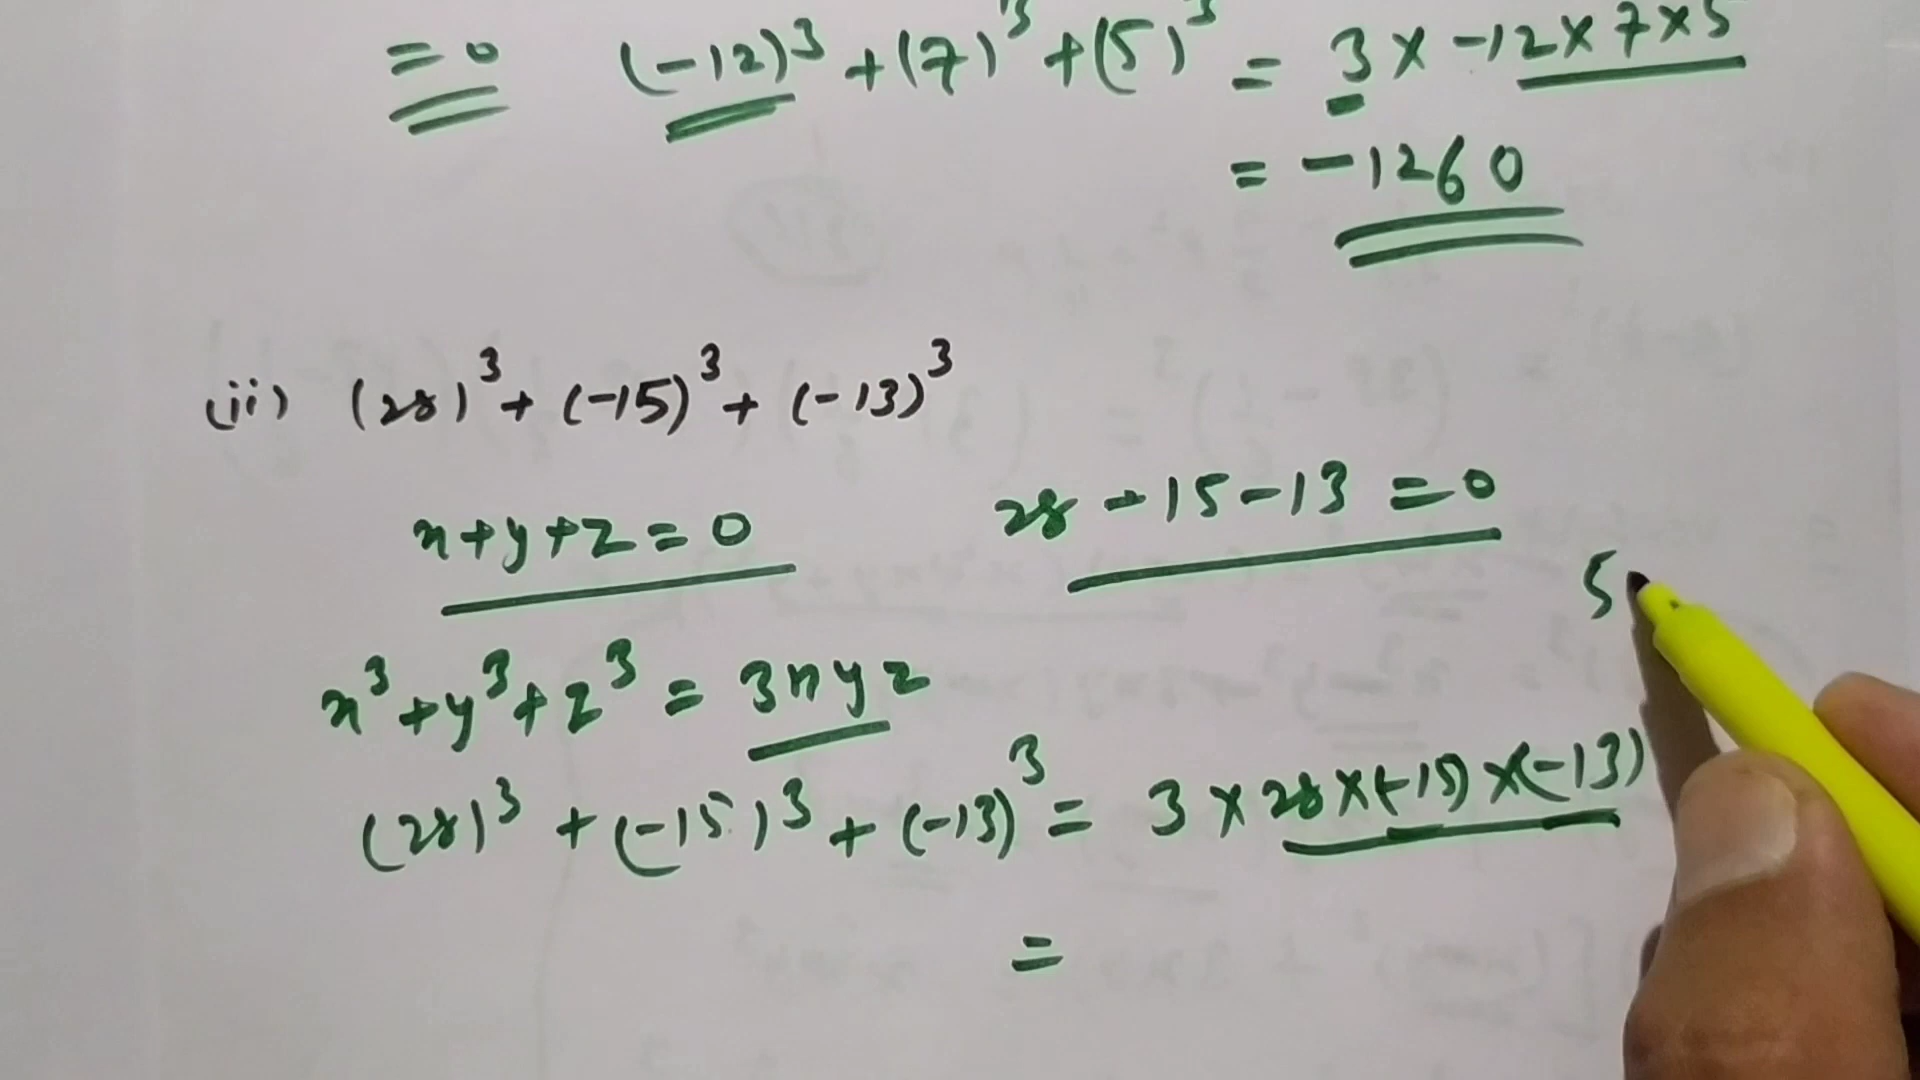 =0 (-12)³ + (7)³ + (5)³ = 3 x -12 x 7 x 5
= -1260
(ii) (28)³ + (-15)³ + (-13)³
x+y+z=0 28 - 15 - 13 = 0
5
x³+y³+z³ = 3xyz
(28)³ + (-15)³ + (-13)³ = 3 x 28 x (-15) x (-13)
=